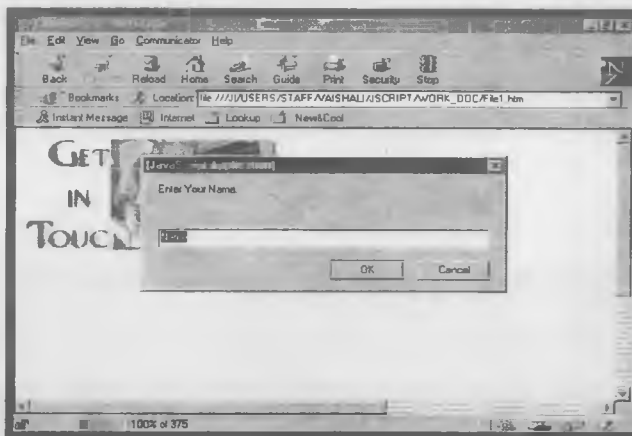 File Edit View Go Communicator Help
Back Reload Home Search Guide Print Security Stop
Bookmarks Location: file:///J|/USERS/STAFF/VAISHALI/JSCRIPT/WORK_DOC/File1.htm
Instant Message Internet Lookup New&Cool
GET
IN
TOUC
[JavaScript Application]
Enter Your Name
Name
OK Cancel
100% of 375